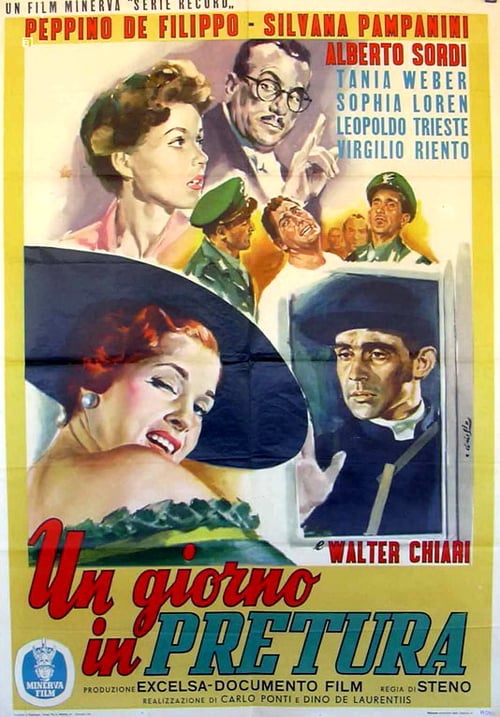 UN FILM MINERVA "SERIE RECORD"
PEPPINO DE FILIPPO - SILVANA PAMPANINI
ALBERTO SORDI
TANIA WEBER
SOPHIA LOREN
LEOPOLDO TRIESTE
VIRGILIO RIENTO
e WALTER CHIARI
Un giorno
in PRETURA
MINERVA
FILM
PRODUZIONE EXCELSA-DOCUMENTO FILM REGIA DI STENO
REALIZZAZIONE DI CARLO PONTI E DINO DE LAURENTIIS